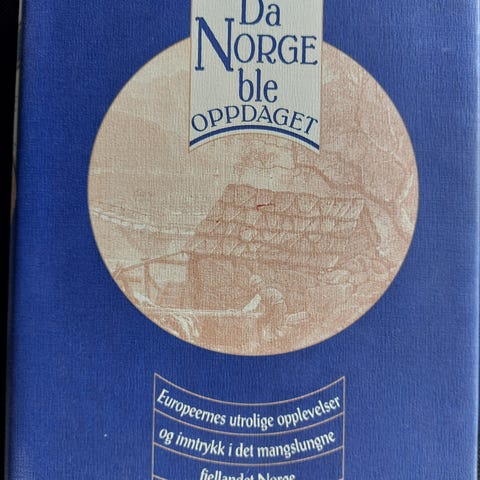 Da
NORGE
ble
OPPDAGET
Europeernes utrolige opplevelser
og inntrykk i det mangslungne
fjellandet Norge